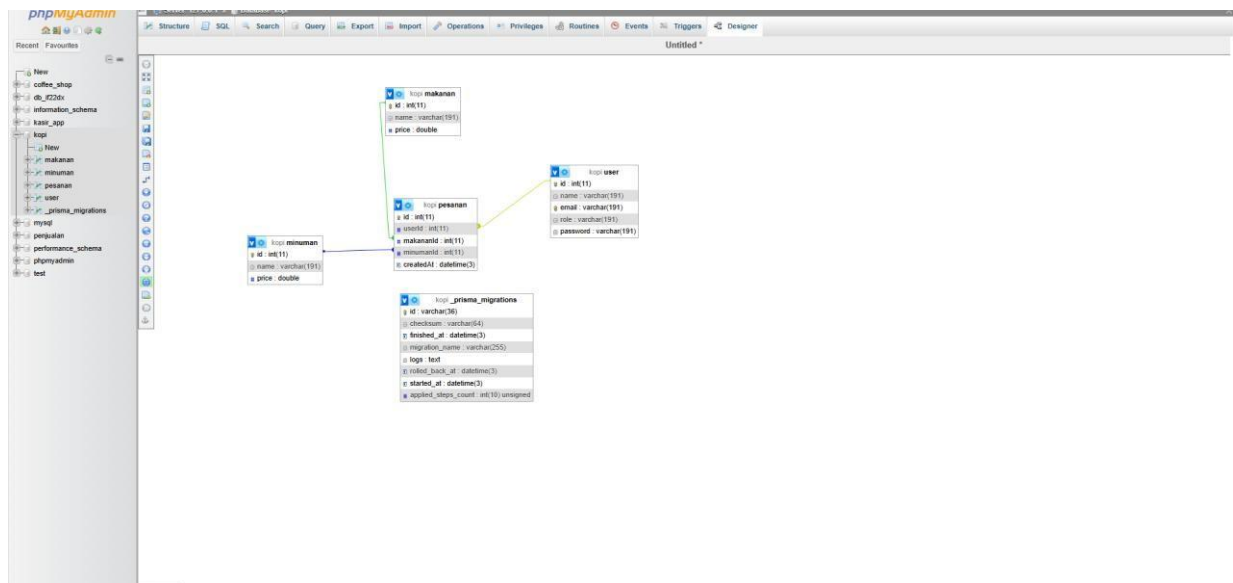 phpMyAdmin
Recent Favourites
New
coffee_shop
db_if22dx
information_schema
kasir_app
kopi
New
makanan
minuman
pesanan
user
_prisma_migrations
mysql
penjualan
performance_schema
phpmyadmin
test
Structure SQL Search Query Export Import Operations Privileges Routines Events Triggers Designer
Untitled *
kopi makanan
id : int(11)
name : varchar(191)
price : double
kopi user
id : int(11)
name : varchar(191)
email : varchar(191)
role : varchar(191)
password : varchar(191)
kopi pesanan
id : int(11)
userId : int(11)
makananId : int(11)
minumanId : int(11)
createdAt : datetime(3)
kopi minuman
id : int(11)
name : varchar(191)
price : double
kopi _prisma_migrations
id : varchar(36)
checksum : varchar(64)
finished_at : datetime(3)
migration_name : varchar(255)
logs : text
rolled_back_at : datetime(3)
started_at : datetime(3)
applied_steps_count : int(10) unsigned